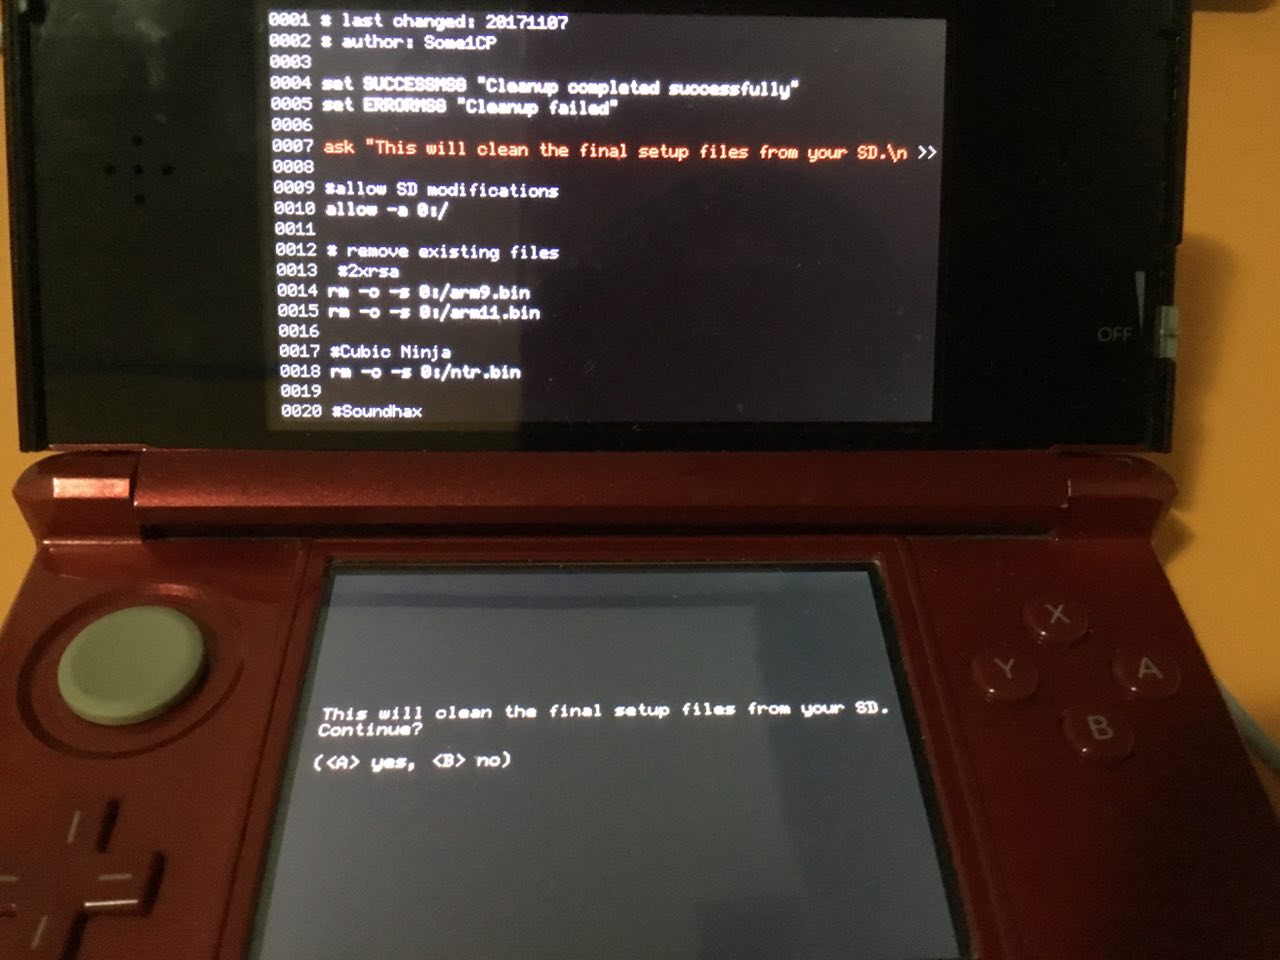 0001 # last changed: 20171107
0002 # author: Some1CP
0003
0004 set SUCCESSMSG "Cleanup completed successfully"
0005 set ERRORMSG "Cleanup failed"
0006
0007 ask "This will clean the final setup files from your SD.\n >>
0008
0009 #allow SD modifications
0010 allow -a 0:/
0011
0012 # remove existing files
0013  #2xrsa
0014 rm -o -s 0:/arm9.bin
0015 rm -o -s 0:/arm11.bin
0016
0017 #Cubic Ninja
0018 rm -o -s 0:/ntr.bin
0019
0020 #Soundhax
OFF
This will clean the final setup files from your SD.
Continue?
(<A> yes, <B> no)
X
Y
A
B